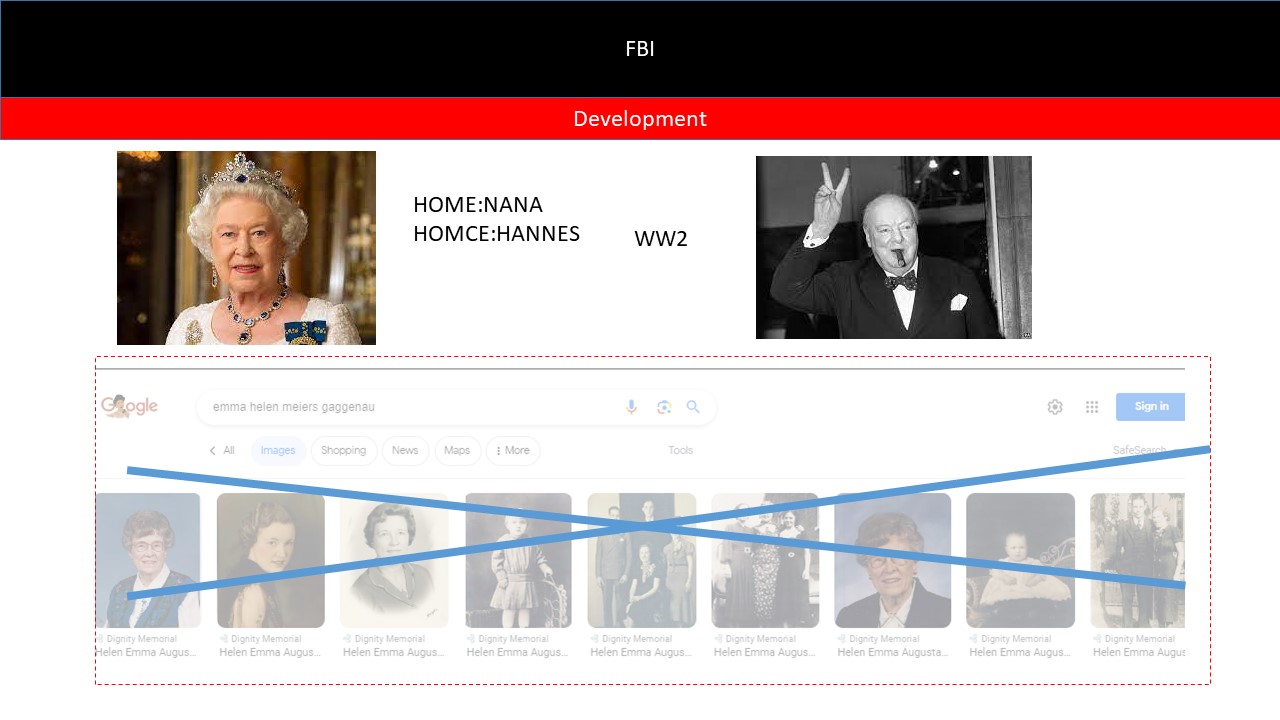 FBI
Development
HOME:NANA
HOMCE:HANNES
WW2
Google
emma helen meiers gaggenau
Sign in
All
Images
Shopping
News
Maps
More
Tools
SafeSearch
Dignity Memorial
Helen Emma Augus...
Dignity Memorial
Helen Emma Augus...
Dignity Memorial
Helen Emma Augus...
Dignity Memorial
Helen Emma Augus...
Dignity Memorial
Helen Emma Augus...
Dignity Memorial
Helen Emma Augus...
Dignity Memorial
Helen Emma Augusta...
Dignity Memorial
Helen Emma Augus...
Dignity Memorial
Helen Emma Augus